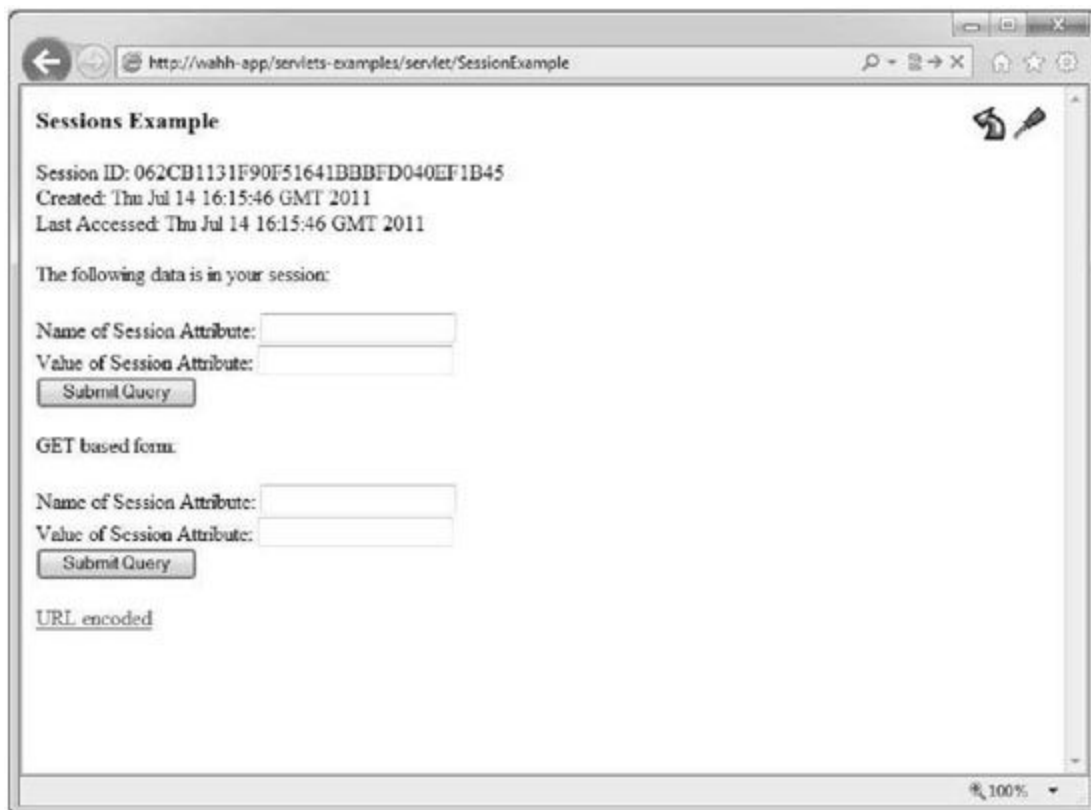 http://wahh-app/servlets-examples/servlet/SessionExample
Sessions Example
Session ID: 062CB1131F90F51641BBBFD040EF1B45
Created: Thu Jul 14 16:15:46 GMT 2011
Last Accessed: Thu Jul 14 16:15:46 GMT 2011
The following data is in your session:
Name of Session Attribute:
Value of Session Attribute:
Submit Query
GET based form:
Name of Session Attribute:
Value of Session Attribute:
Submit Query
URL encoded
100%